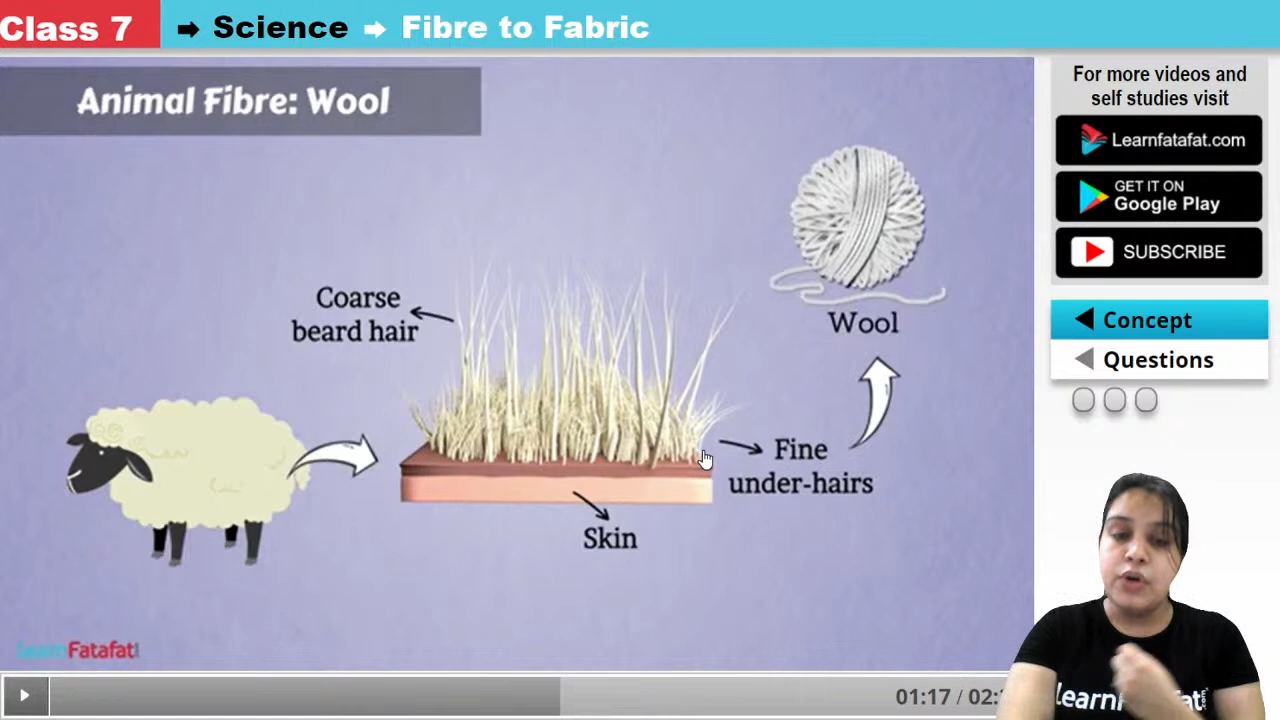 Class 7
Science
Fibre to Fabric
Animal Fibre: Wool
For more videos and
self studies visit
Learnfatafat.com
GET IT ON
Google Play
SUBSCRIBE
Concept
Questions
Coarse
beard hair
Wool
Fine
under-hairs
Skin
LearnFatafat
01:17 / 02: